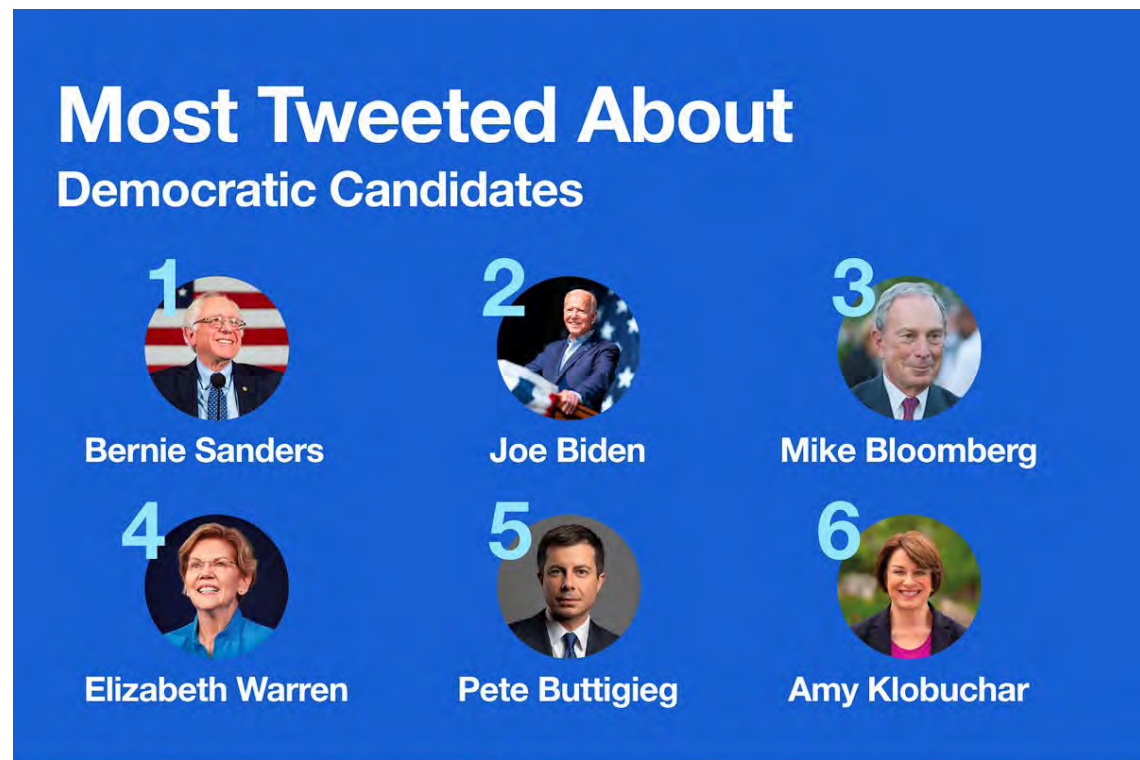 Most Tweeted About
Democratic Candidates
1
2
3
Bernie Sanders
Joe Biden
Mike Bloomberg
4
5
6
Elizabeth Warren
Pete Buttigieg
Amy Klobuchar